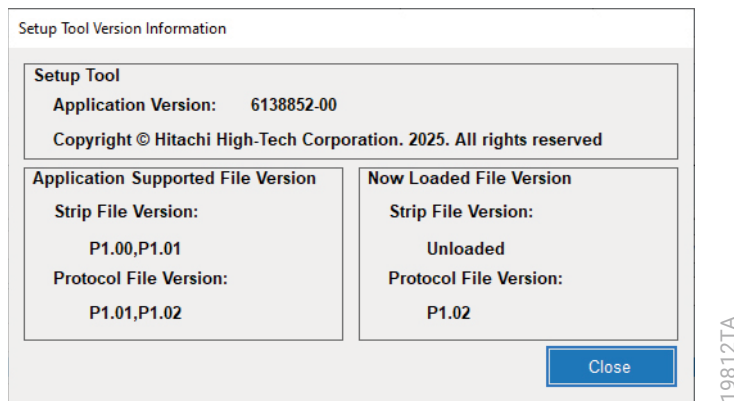 Setup Tool Version Information
Setup Tool
Application Version: 6138852-00
Copyright © Hitachi High-Tech Corporation. 2025. All rights reserved
Application Supported File Version
Strip File Version:
P1.00,P1.01
Protocol File Version:
P1.01,P1.02
Now Loaded File Version
Strip File Version:
Unloaded
Protocol File Version:
P1.02
Close
19812TA